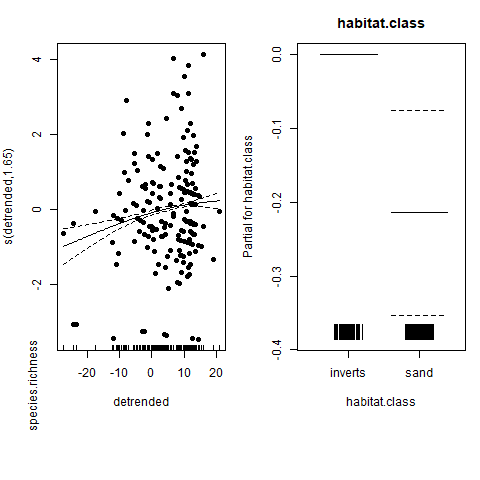 habitat.class
s(detrended,1.65)
4
2
0
-2
-20
-10
0
10
20
detrended
species.richness
Partial for habitat.class
0.0
-0.1
-0.2
-0.3
-0.4
inverts
sand
habitat.class